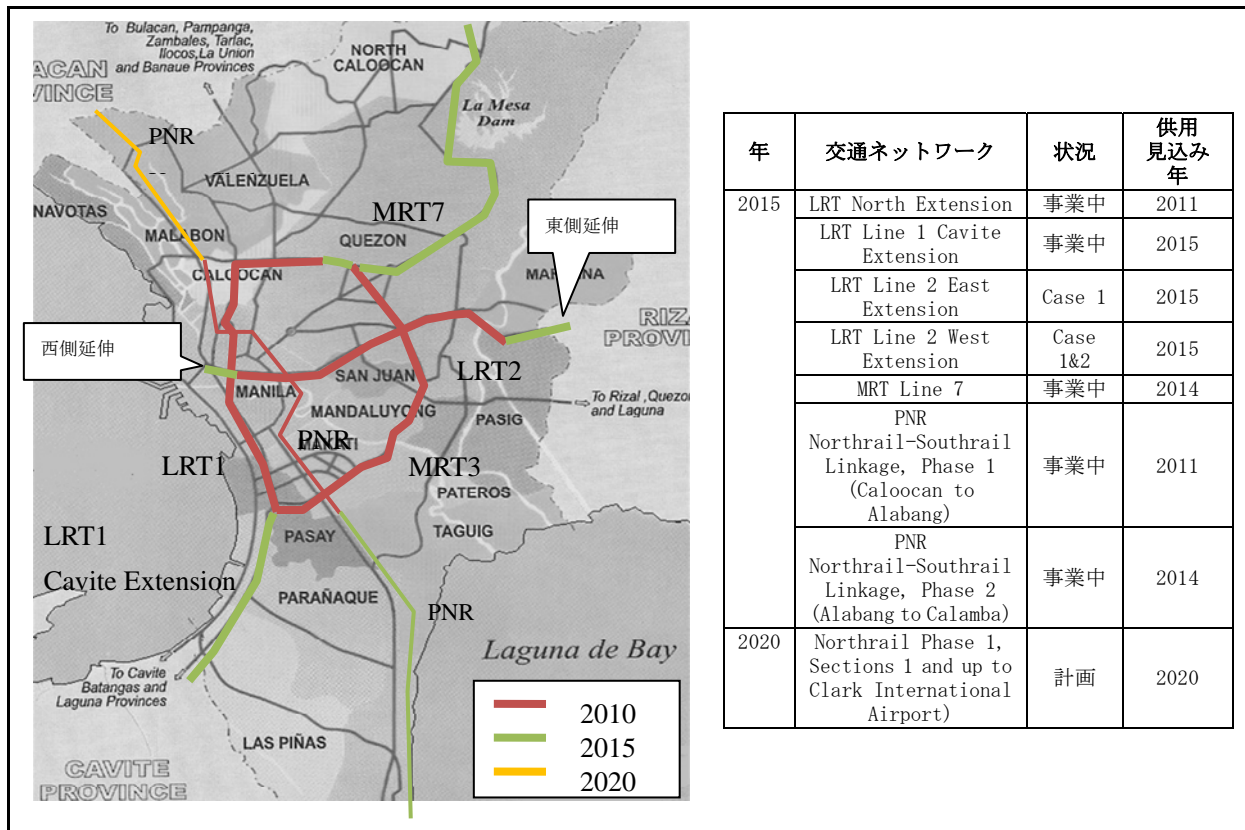 To Bulacan, Pampanga,
Zambales, Tarlac,
Ilocos,La Union
and Banaue Provinces
NORTH
CALOOCAN
ACAN
VINCE
La Mesa
Dam
PNR
VALEÑZUELA
NAVOTAS
MRT7
東側延伸
MALABON
QUEZON
CALOOCAN
RIZ
PROVI
西側延伸
SAN JUAN
LRT2
MANILA
To Rizal ,Quezon
and Laguna
MANDALUYONG
PASIG
PNR
MAKATI
LRT1
MRT3
PATEROS
TAGUIG
LRT1
PASAY
Cavite Extension
PARAÑAQUE
PNR
Laguna de Bay
To Cavite
Batangas and
Laguna Provinces
LAS PIÑAS
CAVITE
PROVINCE
2010
2015
2020
年 交通ネットワーク 状況 供用
見込み
年
2015 LRT North Extension 事業中 2011
LRT Line 1 Cavite
Extension 事業中 2015
LRT Line 2 East
Extension Case 1 2015
LRT Line 2 West
Extension Case
1&2 2015
MRT Line 7 事業中 2014
PNR
Northrail-Southrail
Linkage, Phase 1
(Caloocan to
Alabang) 事業中 2011
PNR
Northrail-Southrail
Linkage, Phase 2
(Alabang to Calamba) 事業中 2014
2020 Northrail Phase 1,
Sections 1 and up to
Clark International
Airport) 計画 2020